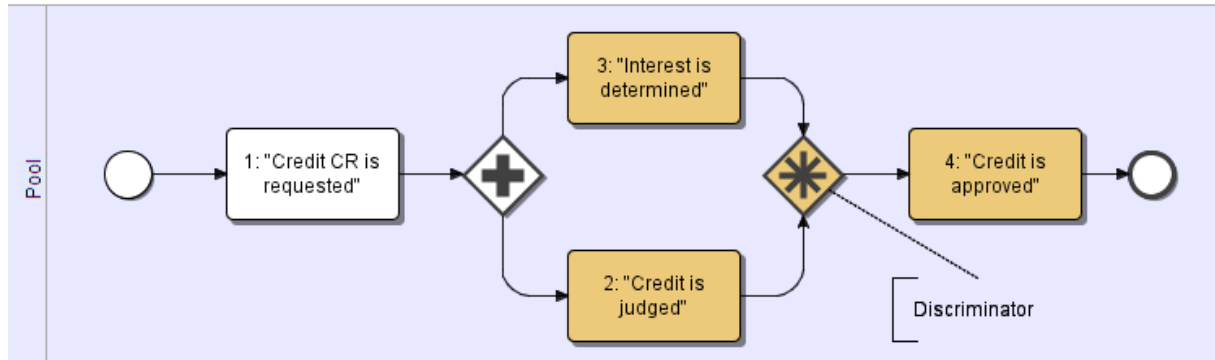 Pool
1: "Credit CR is
requested"
3: "Interest is
determined"
2: "Credit is
judged"
4: "Credit is
approved"
Discriminator